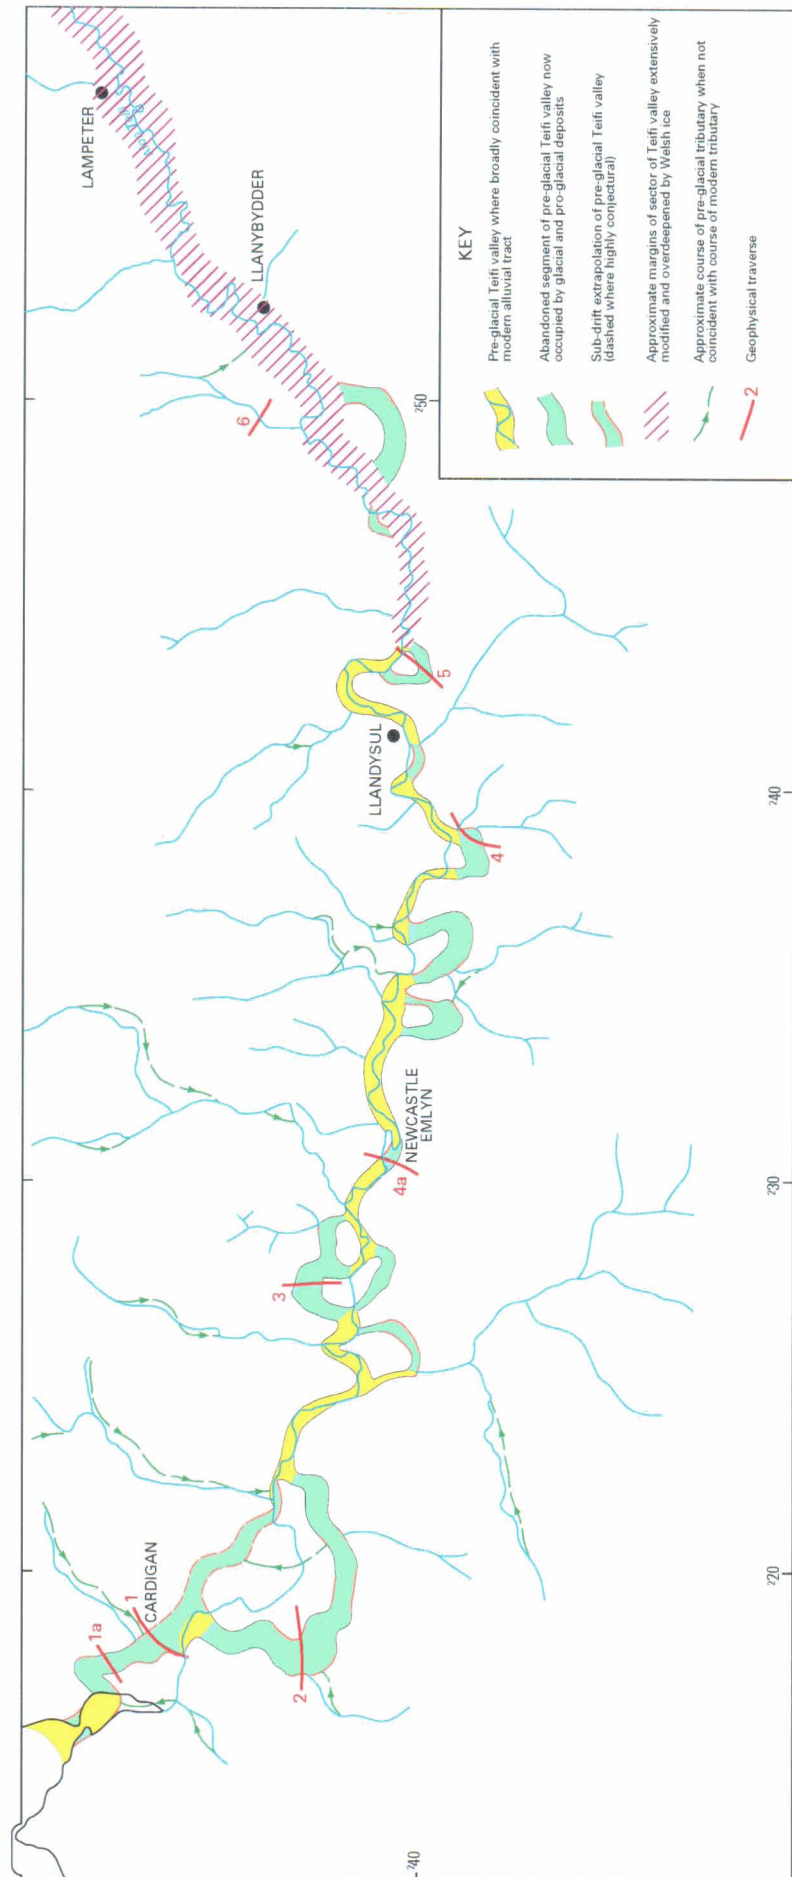 LAMPETER
Afon Teifi
LLANYBYDDER
6
LLANDYSUL
5
4
NEWCASTLE
EMLYN
4a
3
CARDIGAN
1
1a
2
250
240
230
220
240
KEY
Pre-glacial Teifi valley where broadly coincident with
modern alluvial tract
Abandoned segment of pre-glacial Teifi valley now
occupied by glacial and pro-glacial deposits
Sub-drift extrapolation of pre-glacial Teifi valley
(dashed where highly conjectural)
Approximate margins of sector of Teifi valley extensively
modified and overdeepened by Welsh ice
Approximate course of pre-glacial tributary when not
coincident with course of modern tributary
2
Geophysical traverse